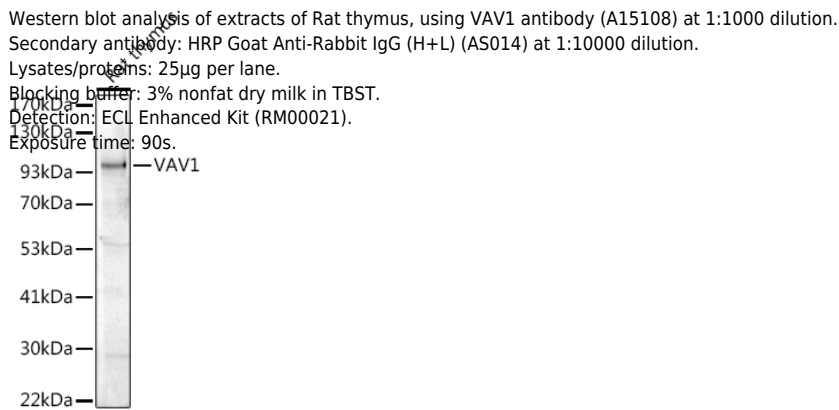 Western blot analysis of extracts of Rat thymus, using VAV1 antibody (A15108) at 1:1000 dilution.
Secondary antibody: HRP Goat Anti-Rabbit IgG (H+L) (AS014) at 1:10000 dilution.
Lysates/proteins: 25μg per lane.
Blocking buffer: 3% nonfat dry milk in TBST.
Detection: ECL Enhanced Kit (RM00021).
Exposure time: 90s.
Rat thymus
170kDa
130kDa
93kDa
VAV1
70kDa
53kDa
41kDa
30kDa
22kDa